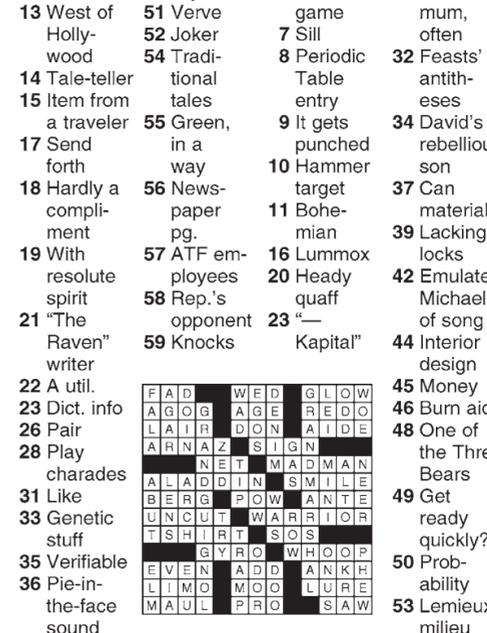 13 West of
Holly-
wood
14 Tale-teller
15 Item from
a traveler
17 Send
forth
18 Hardly a
compli-
ment
19 With
resolute
spirit
21 “The
Raven”
writer
22 A util.
23 Dict. info
26 Pair
28 Play
charades
31 Like
33 Genetic
stuff
35 Verifiable
36 Pie-in-
the-face
sound
51 Verve
52 Joker
54 Tradi-
tional
tales
55 Green,
in a
way
56 News-
paper
pg.
57 ATF em-
ployees
58 Rep.’s
opponent
59 Knocks
game
7 Sill
8 Periodic
Table
entry
9 It gets
punched
10 Hammer
target
11 Bohe-
mian
16 Lummox
20 Heady
quaff
23 “—
Kapital”
F A D W E D G L O W
A G O G A G E R E D O
L A I R D O N A I D E
A R N A Z S I G N
N E T M A D M A N
A L A D D I N S M I L E
B E R G P O W A N T E
U N C U T W A R R I O R
T S H I R T S O S
G Y R O W H O O P
E V E N A D D A N K H
L I M O M O O L U R E
M A U L P R O S A W
mum,
often
32 Feasts’
antith-
eses
34 David’s
rebelliou
son
37 Can
material
39 Lacking
locks
42 Emulate
Michael
of song
44 Interior
design
45 Money
46 Burn aid
48 One of
the Thre
Bears
49 Get
ready
quickly?
50 Prob-
ability
53 Lemieux
milieu